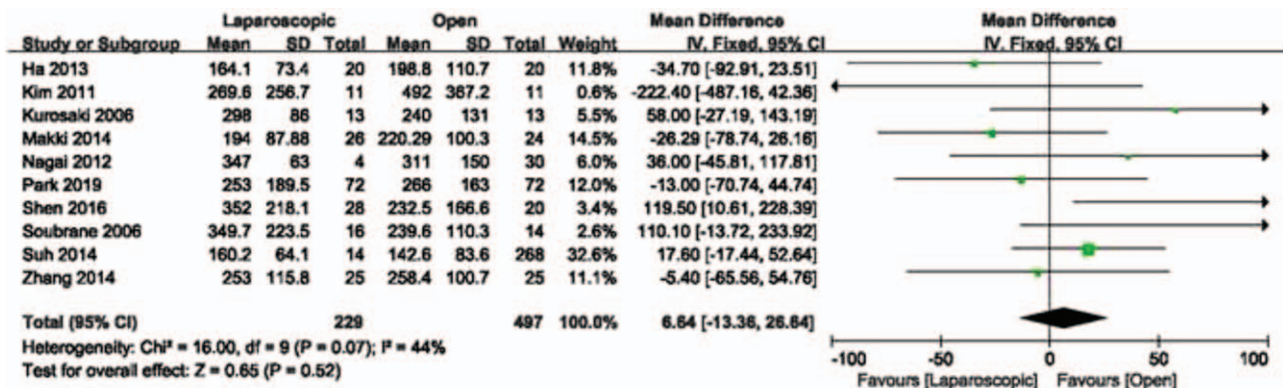 Laparoscopic Open Mean Difference Mean Difference
Study or Subgroup Mean SD Total Mean SD Total Weight IV, Fixed, 95% CI IV, Fixed, 95% CI
Ha 2013 164.1 73.4 20 198.8 110.7 20 11.8% -34.70 [-92.91, 23.51]
Kim 2011 269.6 256.7 11 492 367.2 11 0.6% -222.40 [-487.16, 42.36]
Kurosaki 2006 298 86 13 240 131 13 5.5% 58.00 [-27.19, 143.19]
Makki 2014 194 87.88 26 220.29 100.3 24 14.5% -26.29 [-78.74, 26.16]
Nagai 2012 347 63 4 311 150 30 6.0% 36.00 [-45.81, 117.81]
Park 2019 253 189.5 72 266 163 72 12.0% -13.00 [-70.74, 44.74]
Shen 2016 352 218.1 28 232.5 166.6 20 3.4% 119.50 [10.61, 228.39]
Soubrane 2006 349.7 223.5 16 239.6 110.3 14 2.6% 110.10 [-13.72, 233.92]
Suh 2014 160.2 64.1 14 142.6 83.6 268 32.6% 17.60 [-17.44, 52.64]
Zhang 2014 253 115.8 25 258.4 100.7 25 11.1% -5.40 [-65.56, 54.76]
Total (95% CI) 229 497 100.0% 6.64 [-13.36, 26.64]
Heterogeneity: Chi² = 16.00, df = 9 (P = 0.07); I² = 44%
Test for overall effect: Z = 0.65 (P = 0.52)
-100 -50 0 50 100
Favours [Laparoscopic] Favours [Open]